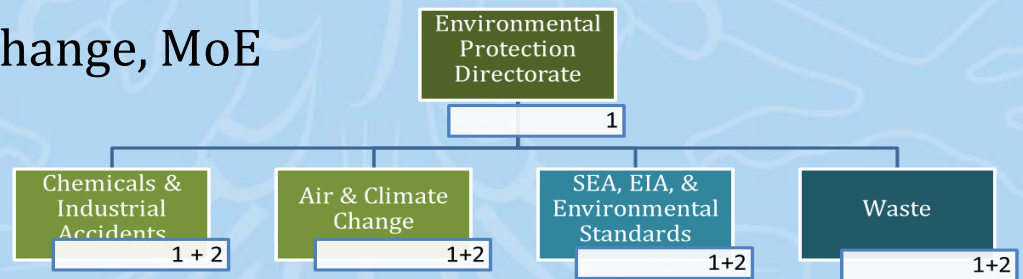 hange, MoE
Environmental
Protection
Directorate
1
Chemicals &
Industrial
Accidents
1 + 2
Air & Climate
Change
1+2
SEA, EIA, &
Environmental
Standards
1+2
Waste
1+2